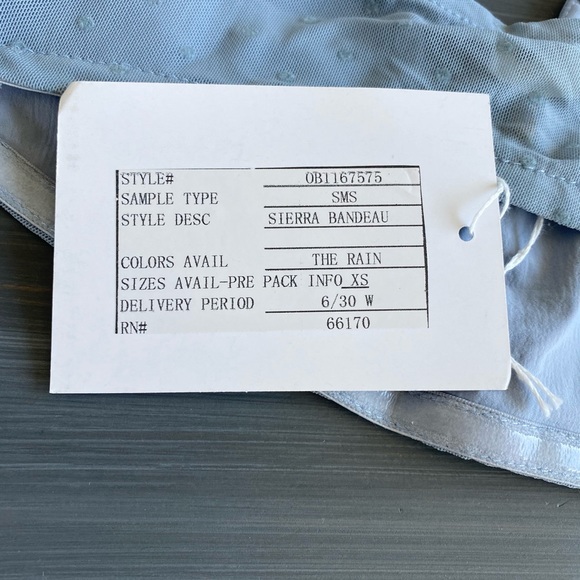 STYLE# OB1167575
SAMPLE TYPE SMS
STYLE DESC SIERRA BANDEAU
COLORS AVAIL THE RAIN
SIZES AVAIL-PRE PACK INFO XS
DELIVERY PERIOD 6/30 W
RN# 66170